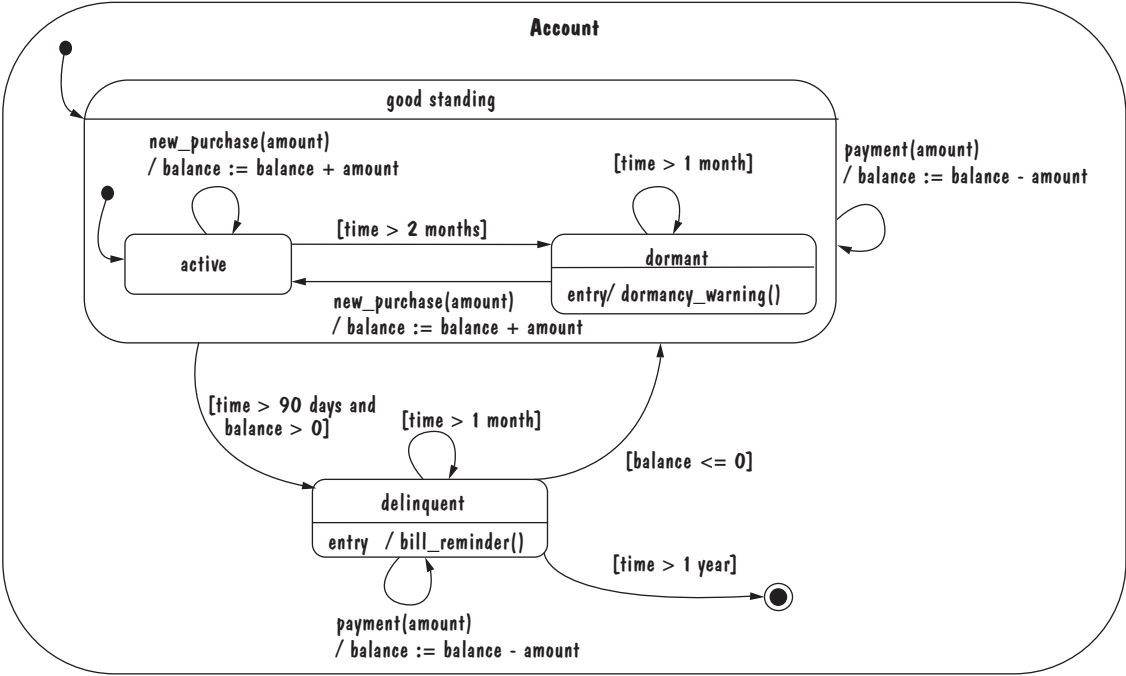 Account
good standing
new_purchase(amount)
/ balance := balance + amount
[time > 1 month]
payment(amount)
/ balance := balance - amount
[time > 2 months]
active
dormant
entry/ dormancy_warning()
new_purchase(amount)
/ balance := balance + amount
[time > 90 days and
balance > 0]
[time > 1 month]
[balance <= 0]
delinquent
entry / bill_reminder()
[time > 1 year]
payment(amount)
/ balance := balance - amount